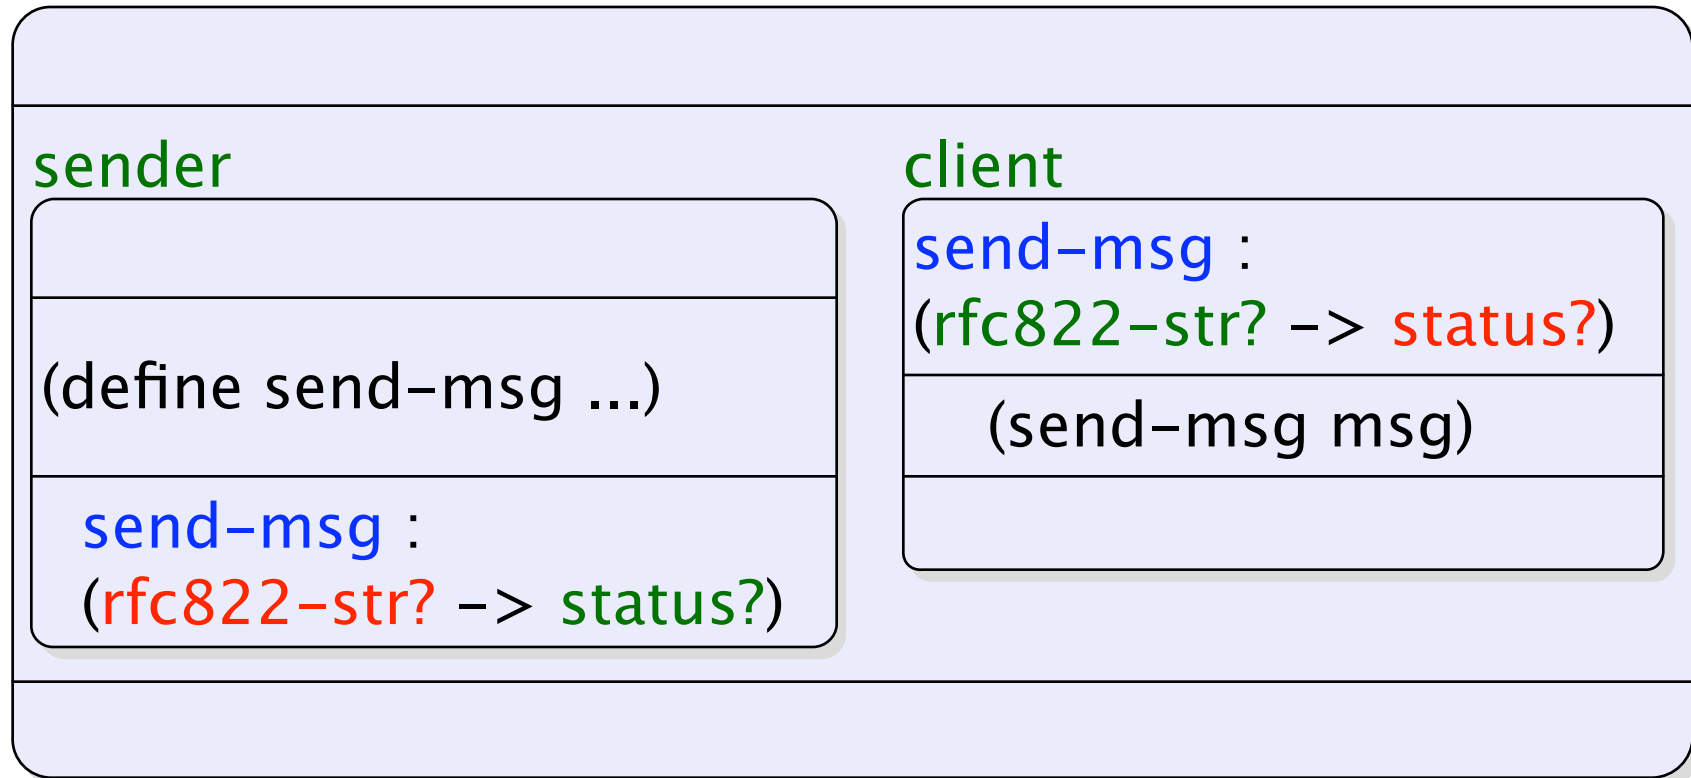 sender
(define send-msg ...)
send-msg :
(rfc822-str? -> status?)
client
send-msg :
(rfc822-str? -> status?)
(send-msg msg)